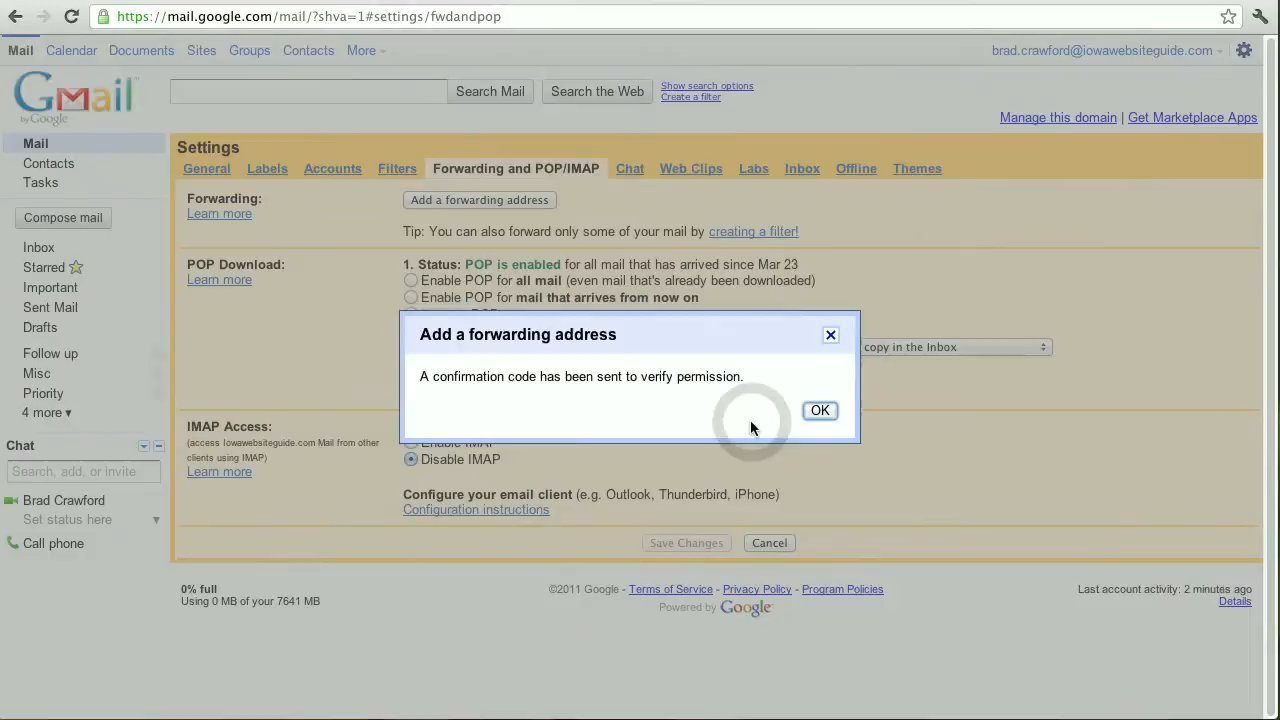 https://mail.google.com/mail/?shva=1#settings/fwdandpop
Mail Calendar Documents Sites Groups Contacts More
brad.crawford@iowawebsiteguide.com
Gmail
by Google
Search Mail Search the Web
Show search options
Create a filter
Manage this domain | Get Marketplace Apps
Mail
Contacts
Tasks
Compose mail
Inbox
Starred
Important
Sent Mail
Drafts
Follow up
Misc
Priority
4 more ▾
Chat
Search, add, or invite
Brad Crawford
Set status here
Call phone
Settings
General Labels Accounts Filters Forwarding and POP/IMAP Chat Web Clips Labs Inbox Offline Themes
Forwarding:
Learn more
Add a forwarding address
Tip: You can also forward only some of your mail by creating a filter!
POP Download:
Learn more
1. Status: POP is enabled for all mail that has arrived since Mar 23
Enable POP for all mail (even mail that's already been downloaded)
Enable POP for mail that arrives from now on
copy in the Inbox
Add a forwarding address
A confirmation code has been sent to verify permission.
OK
IMAP Access:
(access Iowawebsiteguide.com Mail from other
clients using IMAP)
Learn more
Enable IMAP
Disable IMAP
Configure your email client (e.g. Outlook, Thunderbird, iPhone)
Configuration instructions
Save Changes Cancel
0% full
Using 0 MB of your 7641 MB
©2011 Google - Terms of Service - Privacy Policy - Program Policies
Powered by Google
Last account activity: 2 minutes ago
Details